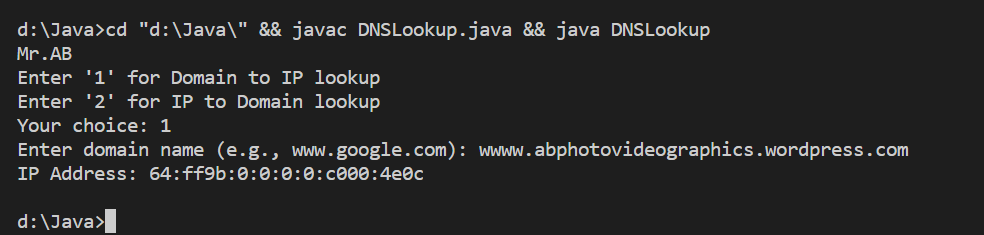 d:\Java>cd "d:\Java\" && javac DNSLookup.java && java DNSLookup
Mr.AB
Enter '1' for Domain to IP lookup
Enter '2' for IP to Domain lookup
Your choice: 1
Enter domain name (e.g., www.google.com): wwww.abphotovideographics.wordpress.com
IP Address: 64:ff9b:0:0:0:0:c000:4e0c
d:\Java>